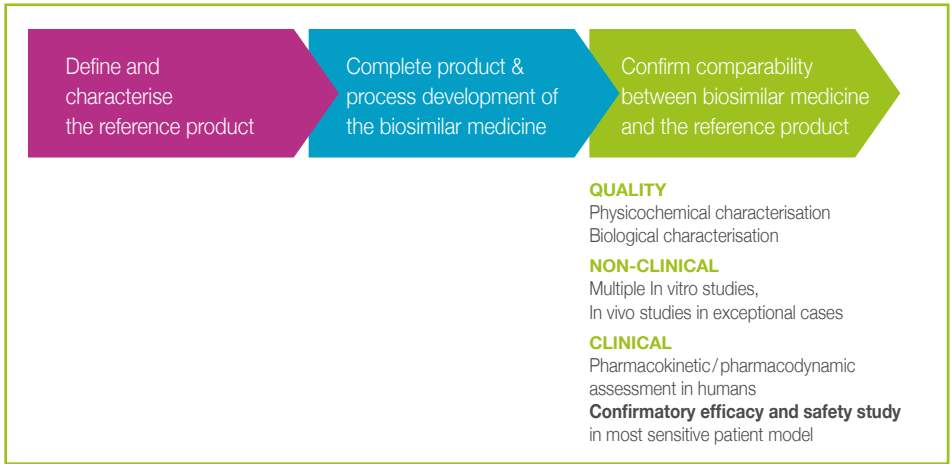 Define and
characterise
the reference product
Complete product &
process development of
the biosimilar medicine
Confirm comparability
between biosimilar medicine
and the reference product
QUALITY
Physicochemical characterisation
Biological characterisation
NON-CLINICAL
Multiple In vitro studies,
In vivo studies in exceptional cases
CLINICAL
Pharmacokinetic/pharmacodynamic
assessment in humans
Confirmatory efficacy and safety study
in most sensitive patient model